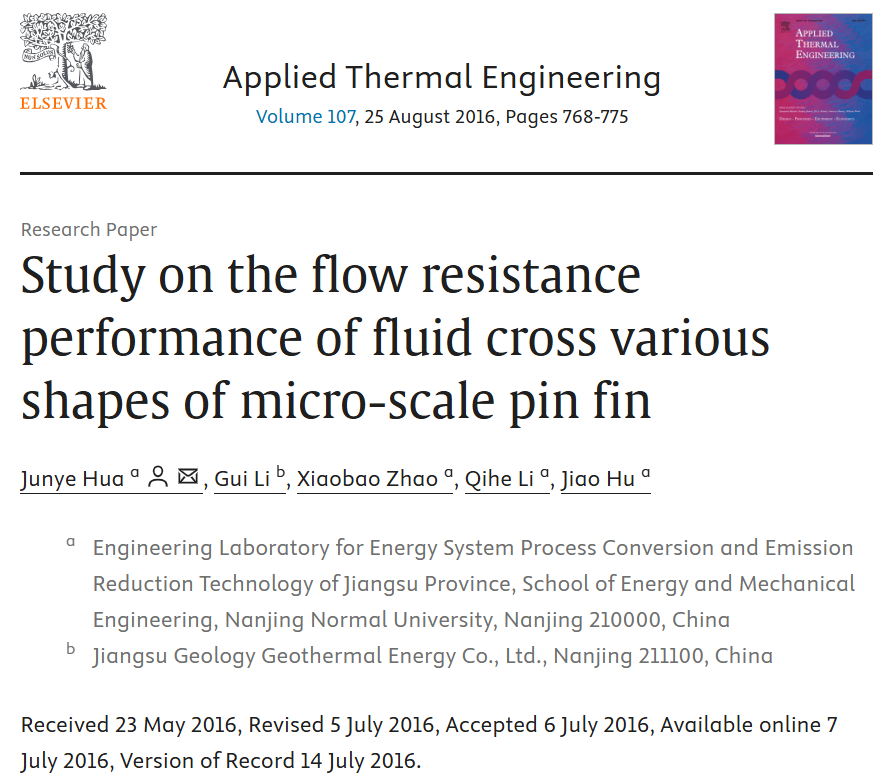 ELSEVIER
Applied Thermal Engineering
Volume 107, 25 August 2016, Pages 768-775
APPLIED
THERMAL
ENGINEERING
Research Paper
Study on the flow resistance
performance of fluid cross various
shapes of micro-scale pin fin
Junye Hua a, Gui Li b, Xiaobao Zhao a, Qihe Li a, Jiao Hu a
a Engineering Laboratory for Energy System Process Conversion and Emission
Reduction Technology of Jiangsu Province, School of Energy and Mechanical
Engineering, Nanjing Normal University, Nanjing 210000, China
b Jiangsu Geology Geothermal Energy Co., Ltd., Nanjing 211100, China
Received 23 May 2016, Revised 5 July 2016, Accepted 6 July 2016, Available online 7
July 2016, Version of Record 14 July 2016.